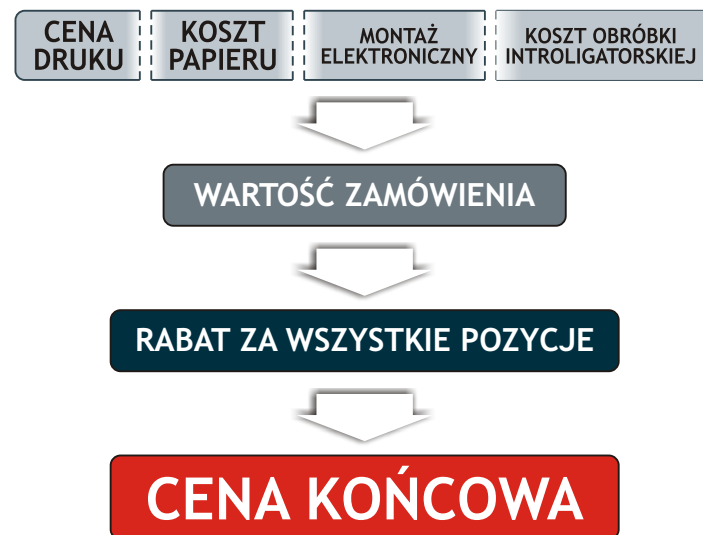 CENA
DRUKU
KOSZT
PAPIERU
MONTAŻ
ELEKTRONICZNY
KOSZT OBRÓBKI
INTROLIGATORSKIEJ
WARTOŚĆ ZAMÓWIENIA
RABAT ZA WSZYSTKIE POZYCJE
CENA KOŃCOWA